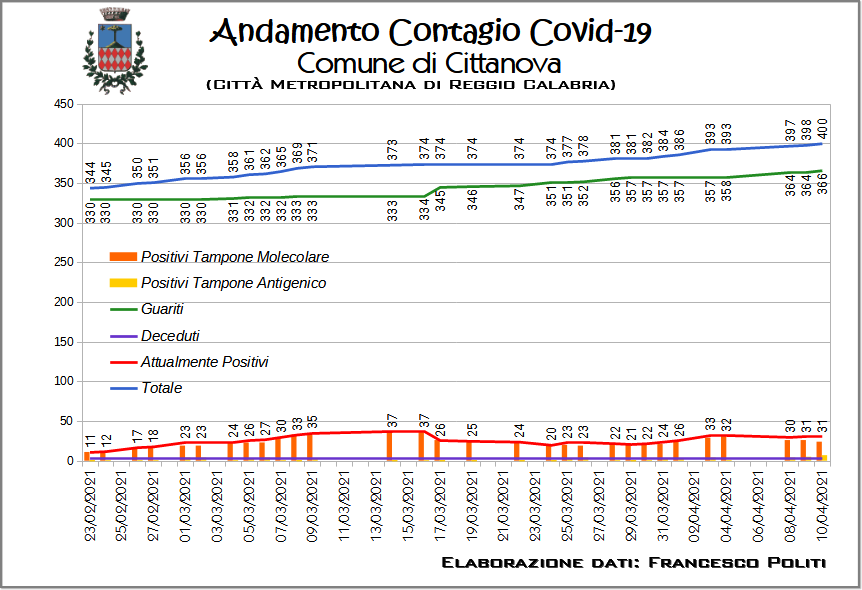 Andamento Contagio Covid-19
Comune di Cittanova
(Città Metropolitana di Reggio Calabria)
450
400
350
300
250
200
150
100
50
0
344 345 350 351 356 356 358 361 362 365 369 371 373 374 374 374 374 374 377 378 381 381 382 384 386 393 393 397 398 400
330 330 330 330 330 330 331 332 332 332 333 333 333 334 345 346 347 351 351 352 356 357 357 357 357 357 358 364 364 366
Positivi Tampone Molecolare
Positivi Tampone Antigenico
Guariti
Deceduti
Attualmente Positivi
Totale
11 12 17 18 23 23 24 26 27 30 33 35 37 37 26 25 24 20 23 23 22 21 22 24 26 33 32 30 31 31
23/02/2021 25/02/2021 27/02/2021 01/03/2021 03/03/2021 05/03/2021 07/03/2021 09/03/2021 11/03/2021 13/03/2021 15/03/2021 17/03/2021 19/03/2021 21/03/2021 23/03/2021 25/03/2021 27/03/2021 29/03/2021 31/03/2021 02/04/2021 04/04/2021 06/04/2021 08/04/2021 10/04/2021
Elaborazione dati: Francesco Politi